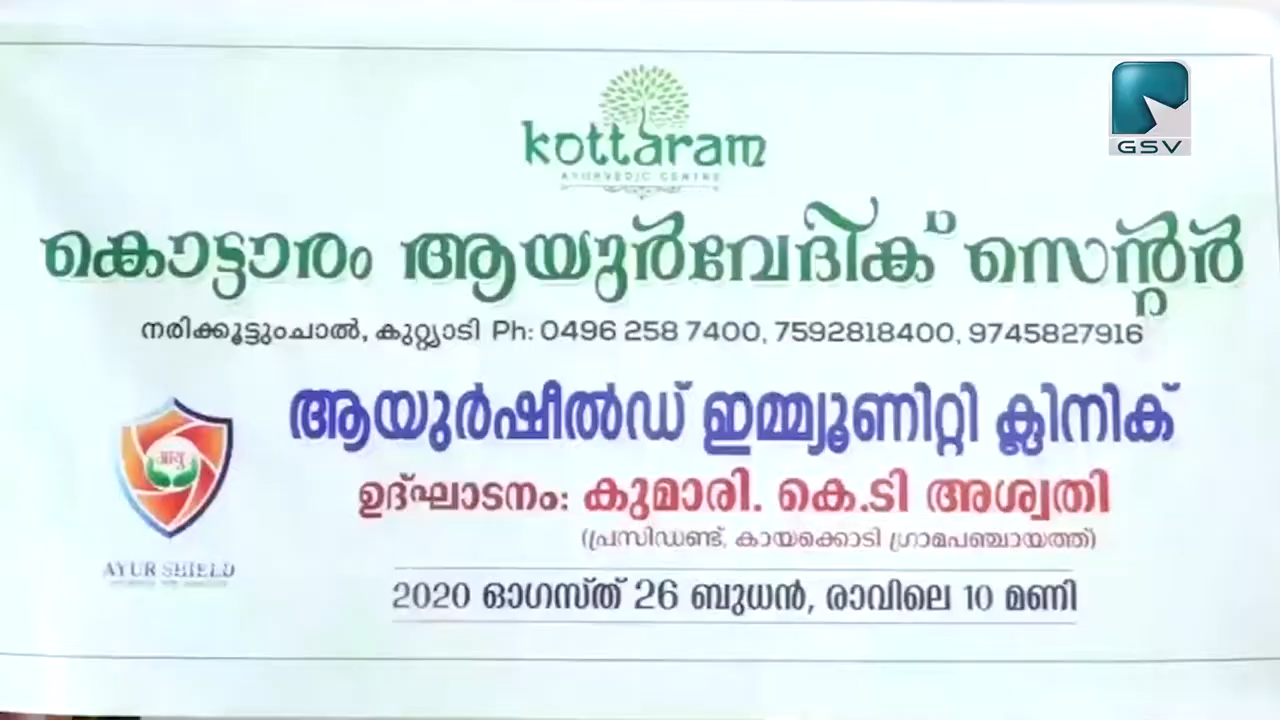 GSV
kottaram
AYURVEDIC CENTRE
കൊട്ടാരം ആയുർവേദിക് സെന്റർ
നരിക്കൂട്ടുംചാൽ, കുറ്റ്യാടി Ph: 0496 258 7400, 7592818400, 9745827916
ആയുർഷീൽഡ് ഇമ്മ്യൂണിറ്റി ക്ലിനിക്
ഉദ്ഘാടനം: കുമാരി. കെ.ടി അശ്വതി
(പ്രസിഡണ്ട്, കായക്കൊടി ഗ്രാമപഞ്ചായത്ത്)
आयु
AYUR SHIELD
2020 ഓഗസ്ത് 26 ബുധൻ, രാവിലെ 10 മണി